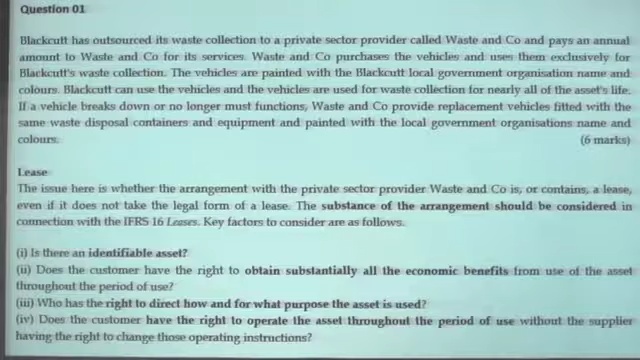 Question 01
Blackcutt has outsourced its waste collection to a private sector provider called Waste and Co and pays an annual
amount to Waste and Co for its services. Waste and Co purchases the vehicles and uses them exclusively for
Blackcutt's waste collection. The vehicles are painted with the Blackcutt local government organisation name and
colours. Blackcutt can use the vehicles and the vehicles are used for waste collection for nearly all of the asset's life.
If a vehicle breaks down or no longer must functions, Waste and Co provide replacement vehicles fitted with the
same waste disposal containers and equipment and painted with the local government organisations name and
colours. (6 marks)
Lease
The issue here is whether the arrangement with the private sector provider Waste and Co is, or contains, a lease,
even if it does not take the legal form of a lease. The substance of the arrangement should be considered in
connection with the IFRS 16 Leases. Key factors to consider are as follows.
(i) Is there an identifiable asset?
(ii) Does the customer have the right to obtain substantially all the economic benefits from use of the asset
throughout the period of use?
(iii) Who has the right to direct how and for what purpose the asset is used?
(iv) Does the customer have the right to operate the asset throughout the period of use without the supplier
having the right to change those operating instructions?